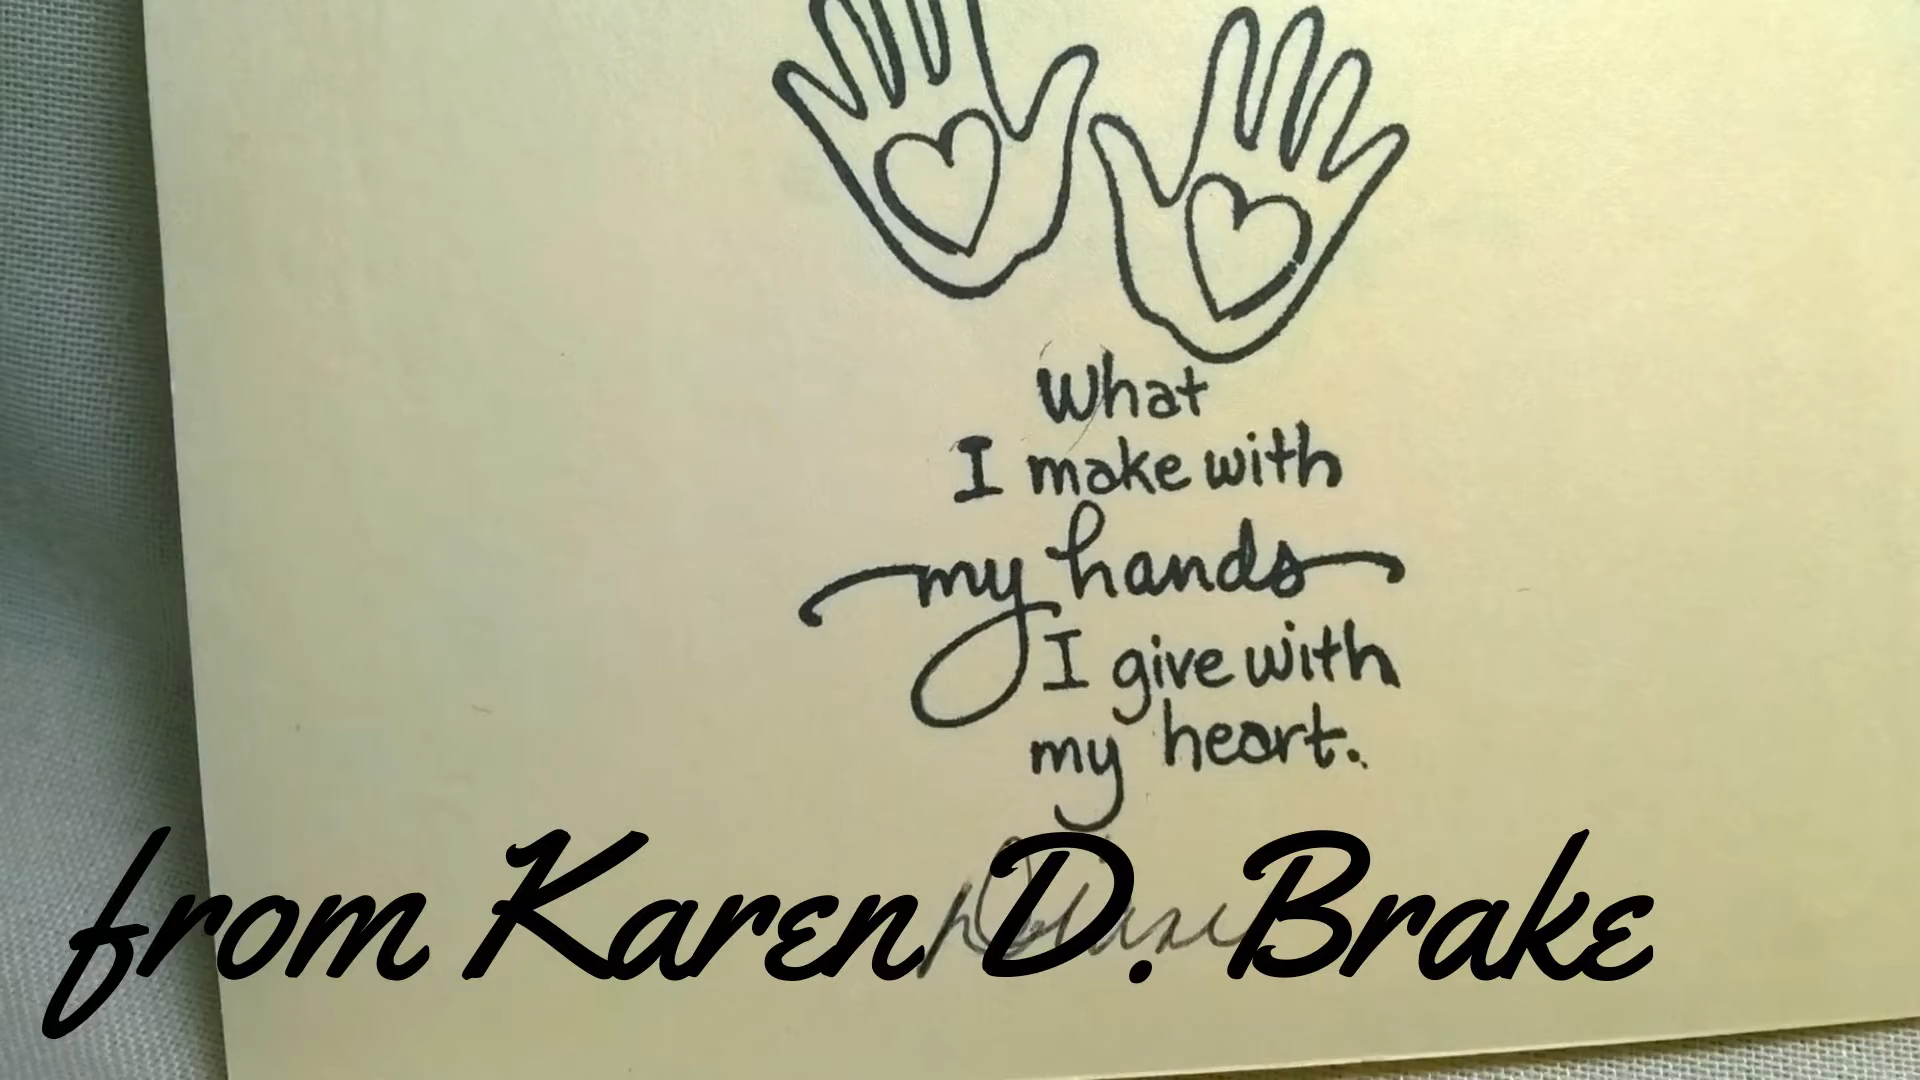 What
I make with
my hands
I give with
my heart.
from Karen D. Brake